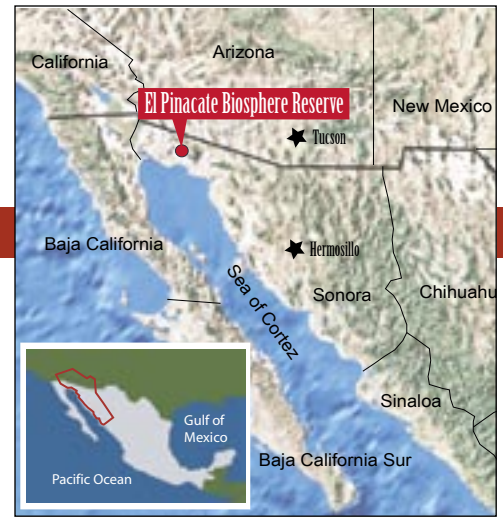 California
Arizona
El Pinacate Biosphere Reserve
New Mexico
Tucson
Baja California
Hermosillo
Sea of Cortez
Sonora
Chihuahu
Sinaloa
Gulf of
Mexico
Baja California Sur
Pacific Ocean